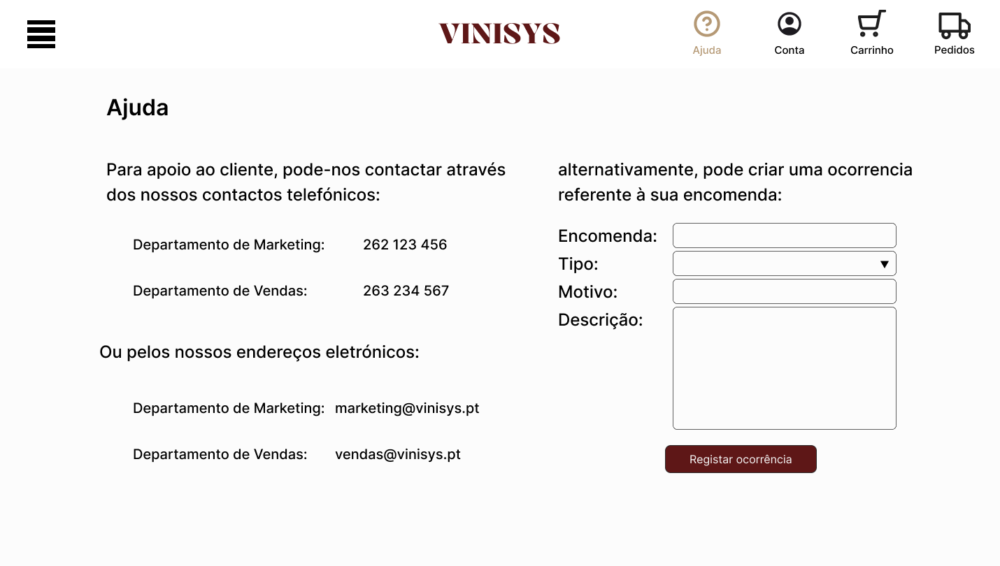 VINISYS
Ajuda
Conta
Carrinho
Pedidos
Ajuda
Para apoio ao cliente, pode-nos contactar através
dos nossos contactos telefónicos:
Departamento de Marketing: 262 123 456
Departamento de Vendas: 263 234 567
Ou pelos nossos endereços eletrónicos:
Departamento de Marketing: marketing@vinisys.pt
Departamento de Vendas: vendas@vinisys.pt
alternativamente, pode criar uma ocorrencia
referente à sua encomenda:
Encomenda:
Tipo:
Motivo:
Descrição:
Registar ocorrência